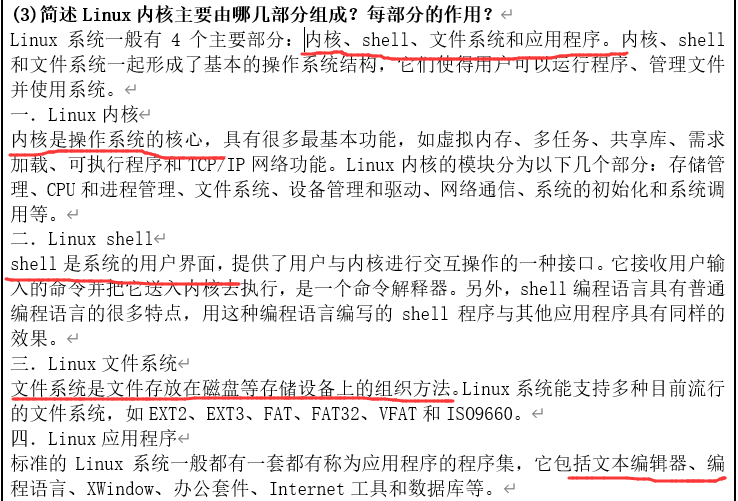 (3)简述Linux内核主要由哪几部分组成？每部分的作用？
Linux 系统一般有 4 个主要部分：内核、shell、文件系统和应用程序。内核、shell
和文件系统一起形成了基本的操作系统结构，它们使得用户可以运行程序、管理文件
并使用系统。
一．Linux 内核
内核是操作系统的核心，具有很多最基本功能，如虚拟内存、多任务、共享库、需求
加载、可执行程序和 TCP/IP 网络功能。Linux 内核的模块分为以下几个部分：存储管
理、CPU 和进程管理、文件系统、设备管理和驱动、网络通信、系统的初始化和系统调
用等。
二．Linux shell
shell 是系统的用户界面，提供了用户与内核进行交互操作的一种接口。它接收用户输
入的命令并把它送入内核去执行，是一个命令解释器。另外，shell 编程语言具有普通
编程语言的很多特点，用这种编程语言编写的 shell 程序与其他应用程序具有同样的
效果。
三．Linux 文件系统
文件系统是文件存放在磁盘等存储设备上的组织方法。Linux 系统能支持多种目前流行
的文件系统，如 EXT2、EXT3、FAT、FAT32、VFAT 和 ISO9660。
四．Linux 应用程序
标准的 Linux 系统一般都有一套都有称为应用程序的程序集，它包括文本编辑器、编
程语言、XWindow、办公套件、Internet 工具和数据库等。